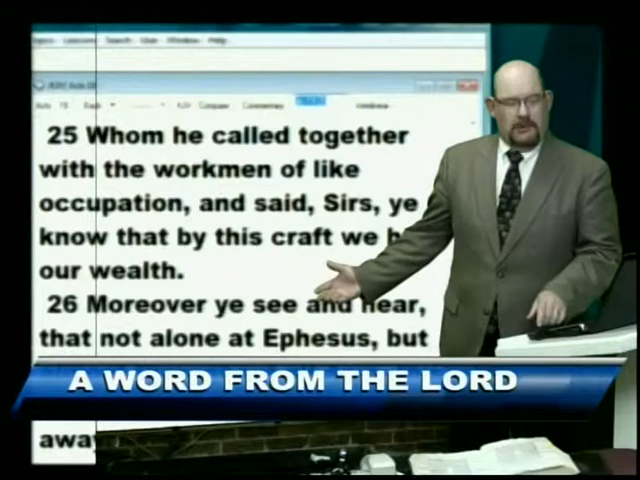 25 Whom he called together
with the workmen of like
occupation, and said, Sirs, ye
know that by this craft we
our wealth.
26 Moreover ye see and hear,
that not alone at Ephesus, but
A WORD FROM THE LORD
away